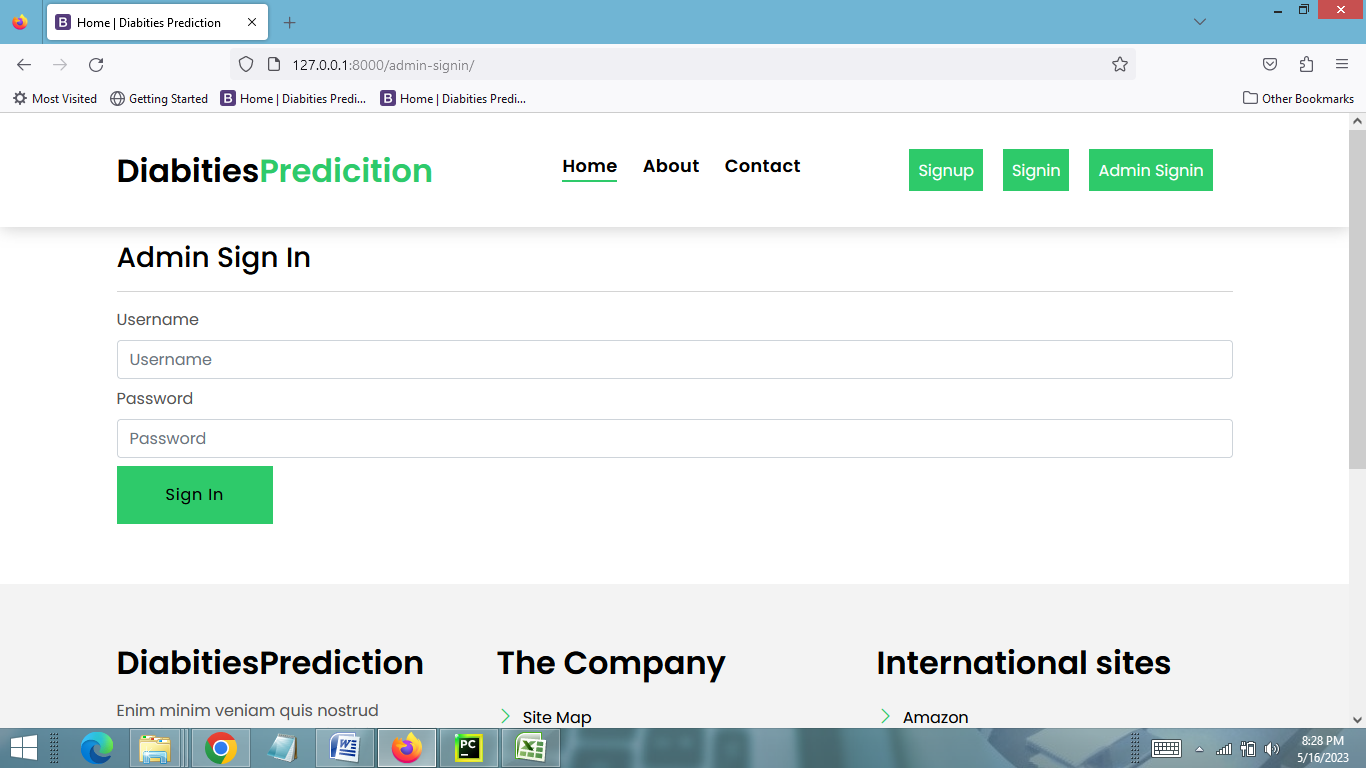 Home | Diabities Prediction
127.0.0.1:8000/admin-signin/
Most Visited Getting Started Home | Diabities Predi... Home | Diabities Predi... Other Bookmarks
DiabitiesPredicition Home About Contact Signup Signin Admin Signin
Admin Sign In
Username
Username
Password
Password
Sign In
DiabitiesPrediction The Company International sites
Enim minim veniam quis nostrud Site Map Amazon
8:28 PM
5/16/2023